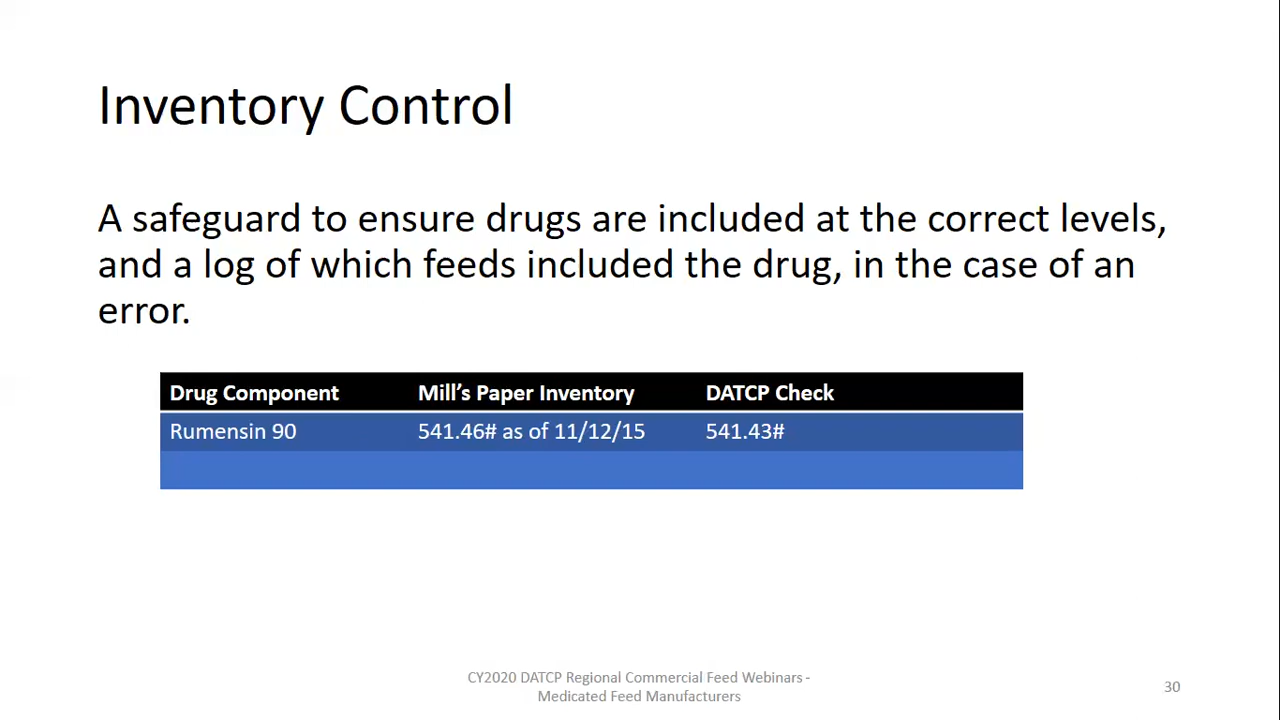 Inventory Control
A safeguard to ensure drugs are included at the correct levels,
and a log of which feeds included the drug, in the case of an
error.
Drug Component Mill's Paper Inventory DATCP Check
Rumensin 90 541.46# as of 11/12/15 541.43#
CY2020 DATCP Regional Commercial Feed Webinars -
Medicated Feed Manufacturers
30